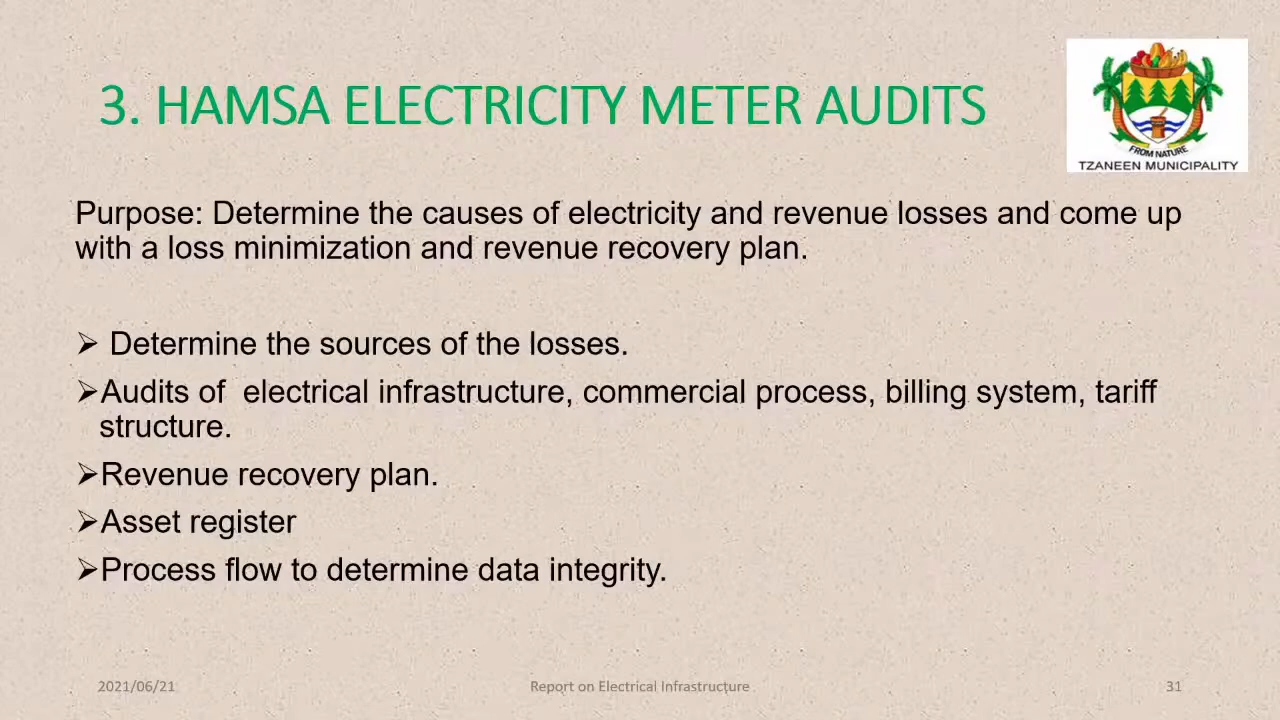 3. HAMSA ELECTRICITY METER AUDITS
FROM NATURE
TZANEEN MUNICIPALITY
Purpose: Determine the causes of electricity and revenue losses and come up
with a loss minimization and revenue recovery plan.
➢ Determine the sources of the losses.
➢Audits of  electrical infrastructure, commercial process, billing system, tariff
structure.
➢Revenue recovery plan.
➢Asset register
➢Process flow to determine data integrity.
2021/06/21
Report on Electrical Infrastructure
31